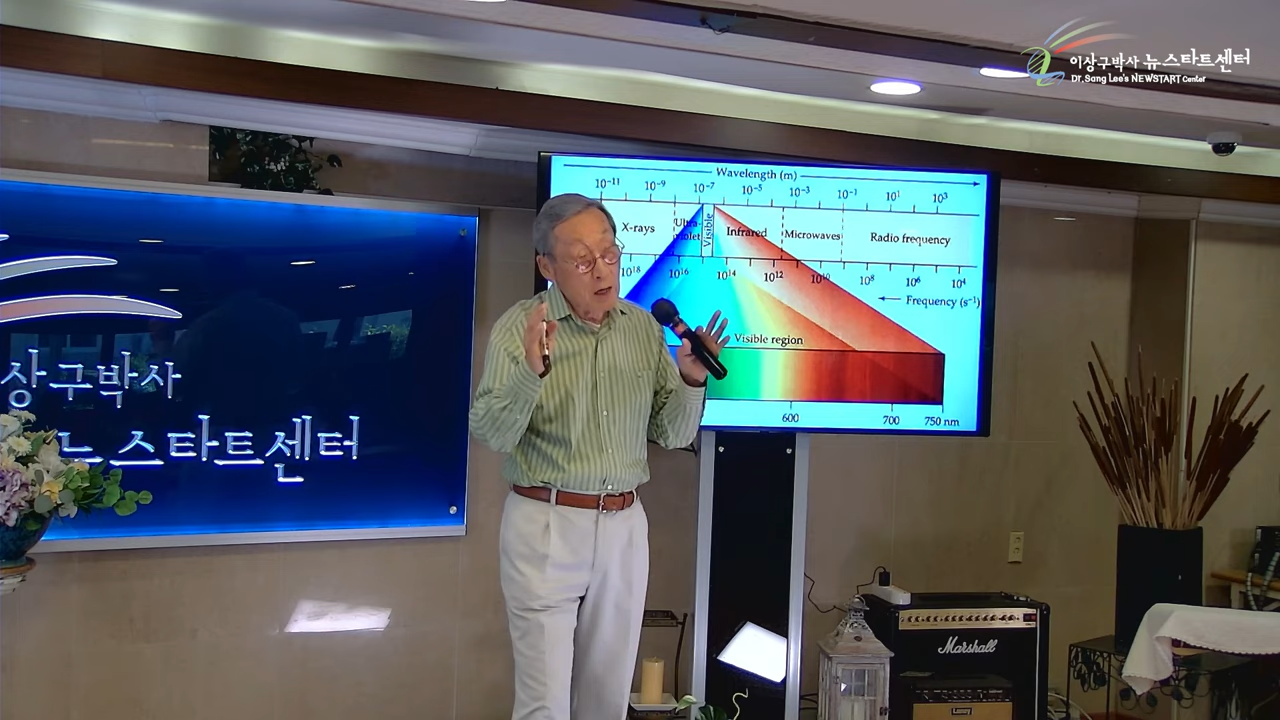 이상구박사 뉴스타트센터
Dr. Sang Lee's NEWSTART Center
상구박사
뉴스타트센터
Wavelength (m)
10⁻¹¹ 10⁻⁹ 10⁻⁷ 10⁻⁵ 10⁻³ 10⁻¹ 10¹ 10³
X-rays Ultra- violet Visible Infrared Microwaves Radio frequency
10¹⁸ 10¹⁶ 10¹⁴ 10¹² 10¹⁰ 10⁸ 10⁶ 10⁴
Frequency (s⁻¹)
Visible region
600 700 750 nm
Marshall
Laney